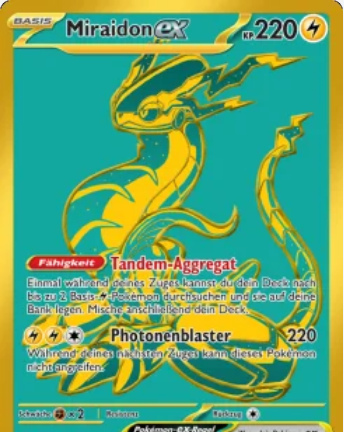 BASIS Miraidon ex KP 220
Fähigkeit Tandem-Aggregat
Einmal während deines Zuges kannst du dein Deck nach
bis zu 2 Basis-Pokémon durchsuchen und sie auf deine
Bank legen. Mische anschließend dein Deck.
Photonenblaster 220
Während deines nächsten Zuges kann dieses Pokémon
nicht angreifen.
Schwäche ×2 Resistenz Rückzug
Pokémon-ex-Regel